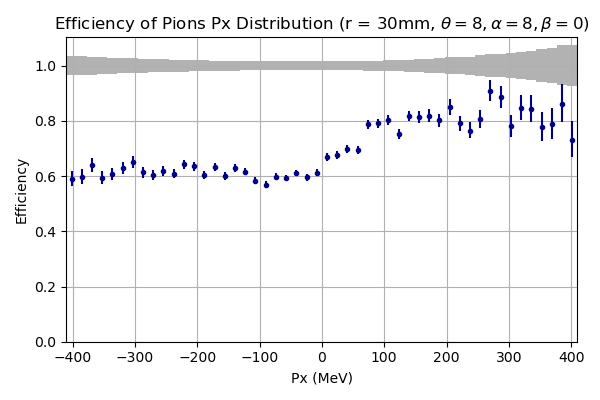 Efficiency of Pions Px Distribution (r = 30mm, θ = 8, α = 8, β = 0)
1.0
0.8
Efficiency
0.6
0.4
0.2
0.0
−400 −300 −200 −100 0 100 200 300 400
Px (MeV)